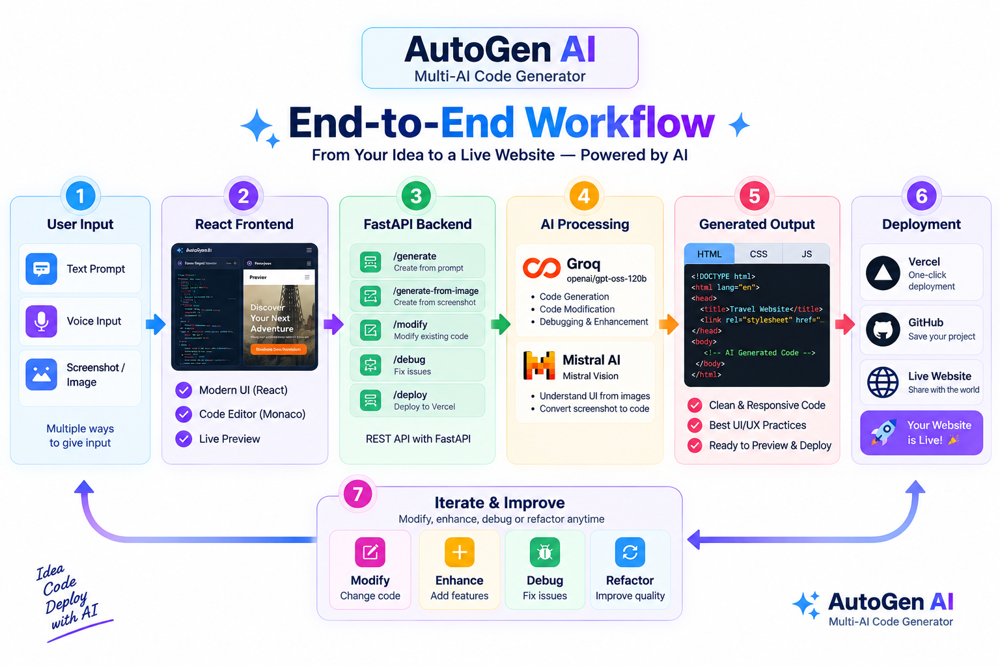 AutoGen AI
Multi-AI Code Generator
End-to-End Workflow
From Your Idea to a Live Website — Powered by AI
1
User Input
Text Prompt
Voice Input
Screenshot /
Image
Multiple ways
to give input
2
React Frontend
Preview
Discover
Your Next
Adventure
Modern UI (React)
Code Editor (Monaco)
Live Preview
3
FastAPI Backend
/generate
Create from prompt
/generate-from-image
Create from screenshot
/modify
Modify existing code
/debug
Fix issues
/deploy
Deploy to Vercel
REST API with FastAPI
4
AI Processing
Groq
openai/gpt-oss-120b
• Code Generation
• Code Modification
• Debugging & Enhancement
Mistral AI
Mistral Vision
• Understand UI from images
• Convert screenshot to code
5
Generated Output
HTML CSS JS
<!DOCTYPE html>
<html lang="en">
<head>
<title>Travel Website</title>
<link rel="stylesheet" href="...
</head>
<body>
<!-- AI Generated Code -->
</body>
</html>
Clean & Responsive Code
Best UI/UX Practices
Ready to Preview & Deploy
6
Deployment
Vercel
One-click
deployment
GitHub
Save your project
Live Website
Share with the world
Your Website
is Live! 🎉
7
Iterate & Improve
Modify, enhance, debug or refactor anytime
Modify
Change code
Enhance
Add features
Debug
Fix issues
Refactor
Improve quality
Idea
Code
Deploy
with AI
AutoGen AI
Multi-AI Code Generator